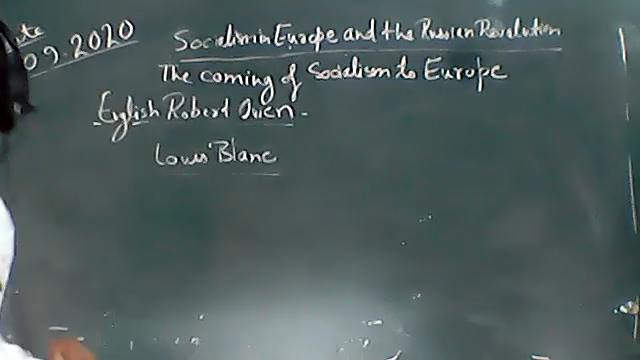 Date
09.2020
Socialism in Europe and the Russian Revolution
The coming of Socialism to Europe
English Robert Owen -
Louis Blanc